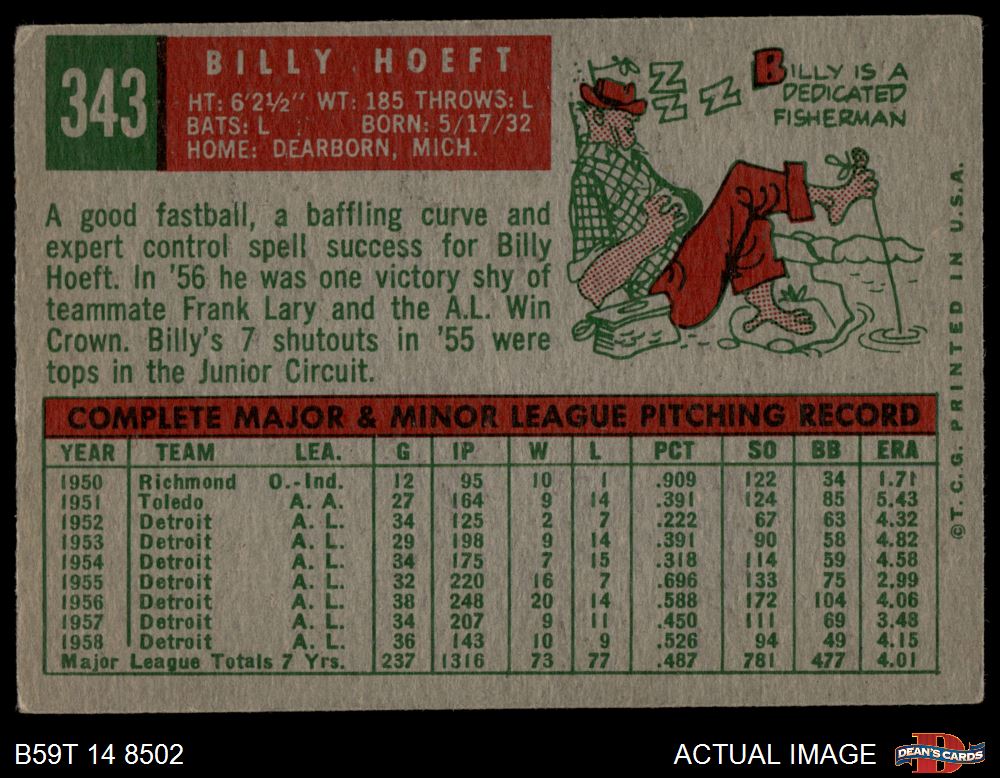 343
BILLY HOEFT
HT: 6'2½" WT: 185 THROWS: L
BATS: L BORN: 5/17/32
HOME: DEARBORN, MICH.
Z Z Z
BILLY IS A
DEDICATED
FISHERMAN
A good fastball, a baffling curve and
expert control spell success for Billy
Hoeft. In '56 he was one victory shy of
teammate Frank Lary and the A.L. Win
Crown. Billy's 7 shutouts in '55 were
tops in the Junior Circuit.
COMPLETE MAJOR & MINOR LEAGUE PITCHING RECORD
YEAR TEAM LEA. G IP W L PCT SO BB ERA
1950 Richmond O.-Ind. 12 95 10 1 .909 122 34 1.71
1951 Toledo A. A. 27 164 9 14 .391 124 85 5.43
1952 Detroit A. L. 34 125 2 7 .222 67 63 4.32
1953 Detroit A. L. 29 198 9 14 .391 90 58 4.82
1954 Detroit A. L. 34 175 7 15 .318 114 59 4.58
1955 Detroit A. L. 32 220 16 7 .696 133 75 2.99
1956 Detroit A. L. 38 248 20 14 .588 172 104 4.06
1957 Detroit A. L. 34 207 9 11 .450 111 69 3.48
1958 Detroit A. L. 36 143 10 9 .526 94 49 4.15
Major League Totals 7 Yrs. 237 1316 73 77 .487 781 477 4.01
©T.C.G. PRINTED IN U.S.A.
B59T 14 8502
ACTUAL IMAGE
DEAN'S CARDS